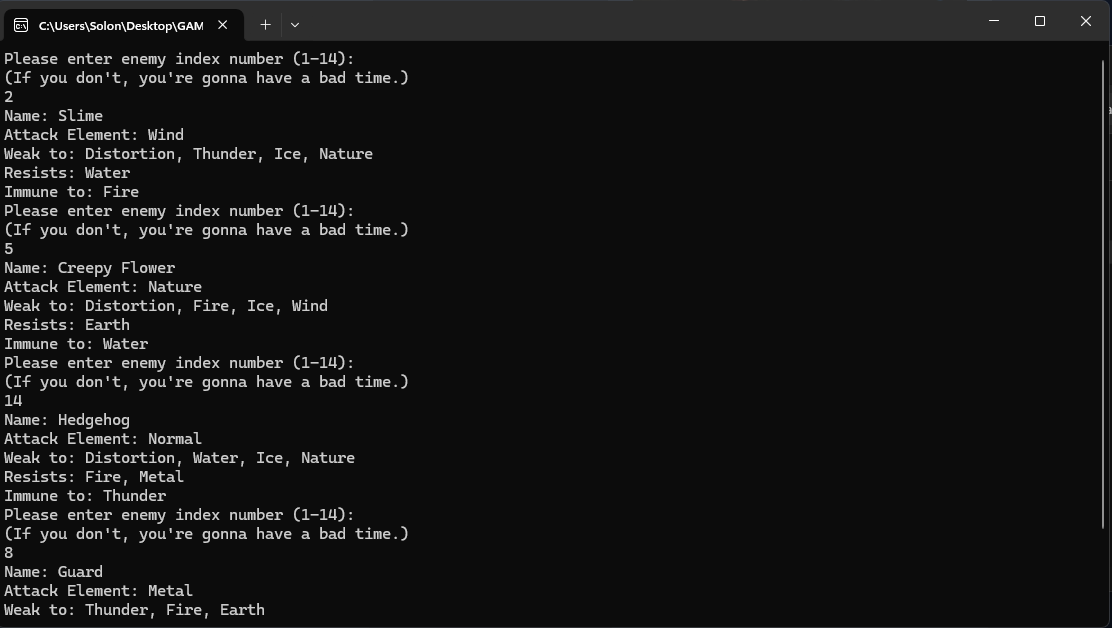 C:\Users\Solon\Desktop\GAM
Please enter enemy index number (1-14):
(If you don't, you're gonna have a bad time.)
2
Name: Slime
Attack Element: Wind
Weak to: Distortion, Thunder, Ice, Nature
Resists: Water
Immune to: Fire
Please enter enemy index number (1-14):
(If you don't, you're gonna have a bad time.)
5
Name: Creepy Flower
Attack Element: Nature
Weak to: Distortion, Fire, Ice, Wind
Resists: Earth
Immune to: Water
Please enter enemy index number (1-14):
(If you don't, you're gonna have a bad time.)
14
Name: Hedgehog
Attack Element: Normal
Weak to: Distortion, Water, Ice, Nature
Resists: Fire, Metal
Immune to: Thunder
Please enter enemy index number (1-14):
(If you don't, you're gonna have a bad time.)
8
Name: Guard
Attack Element: Metal
Weak to: Thunder, Fire, Earth